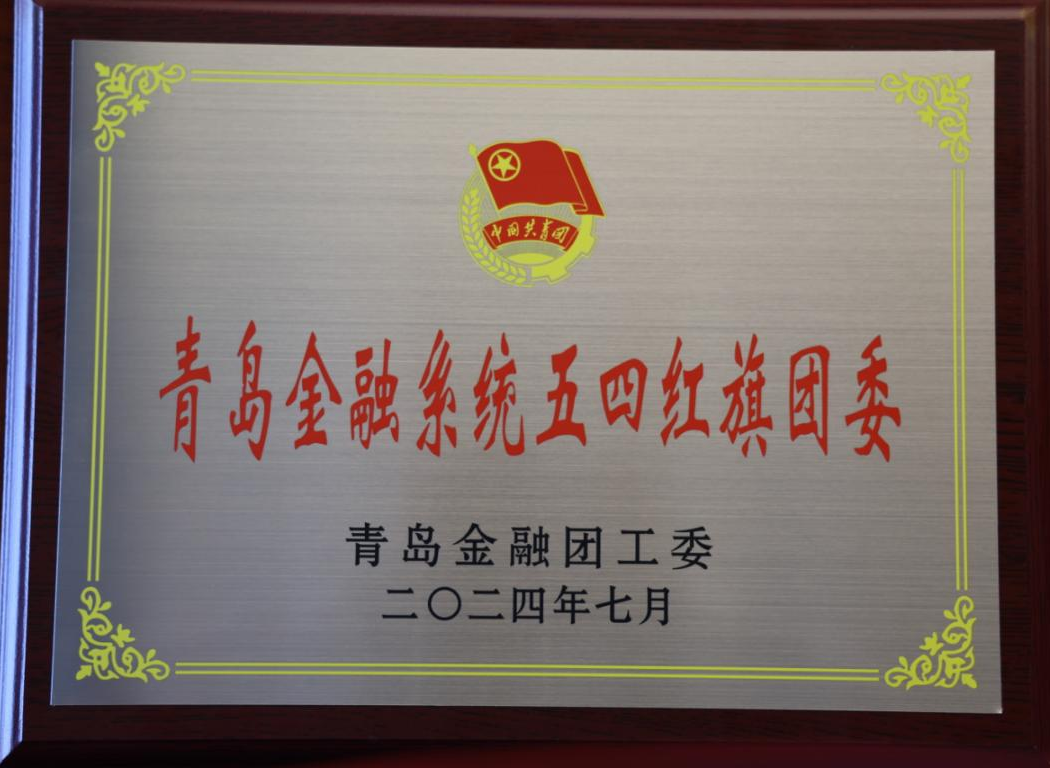 中国共青团
青岛金融系统五四红旗团委
青岛金融团工委
二〇二四年七月